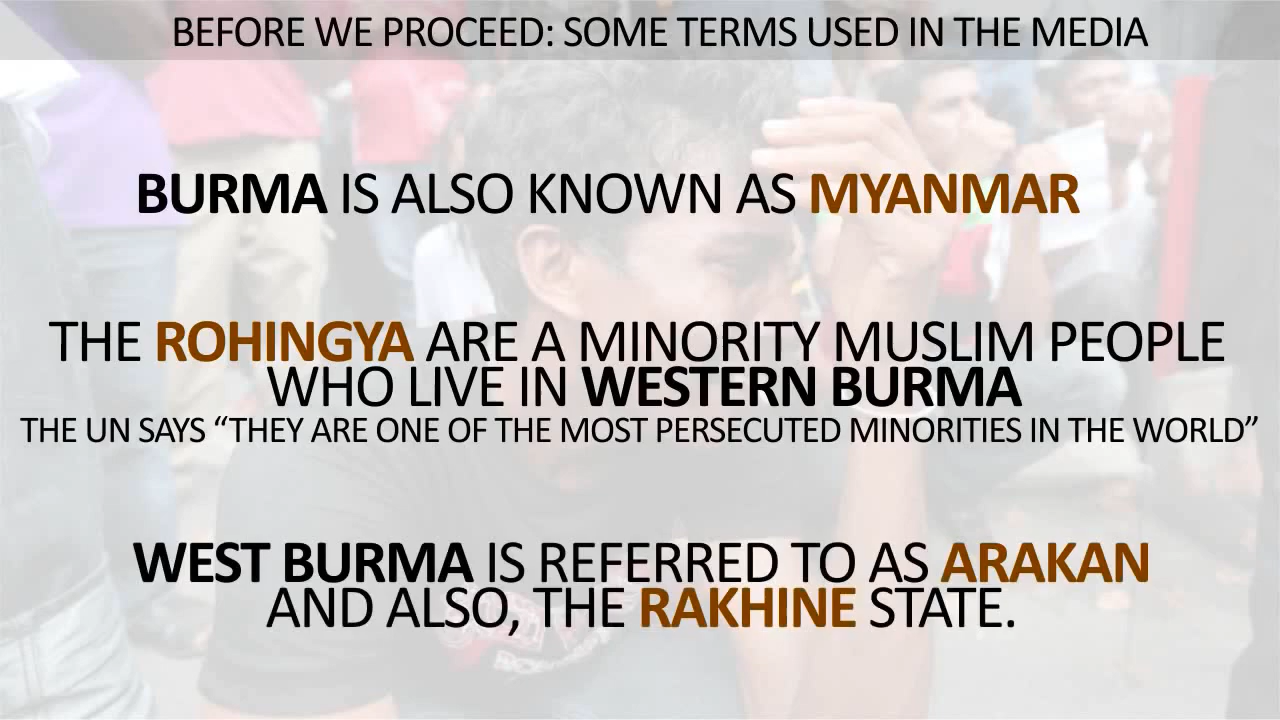 BEFORE WE PROCEED: SOME TERMS USED IN THE MEDIA
BURMA IS ALSO KNOWN AS MYANMAR
THE ROHINGYA ARE A MINORITY MUSLIM PEOPLE
WHO LIVE IN WESTERN BURMA
THE UN SAYS “THEY ARE ONE OF THE MOST PERSECUTED MINORITIES IN THE WORLD”
WEST BURMA IS REFERRED TO AS ARAKAN
AND ALSO, THE RAKHINE STATE.